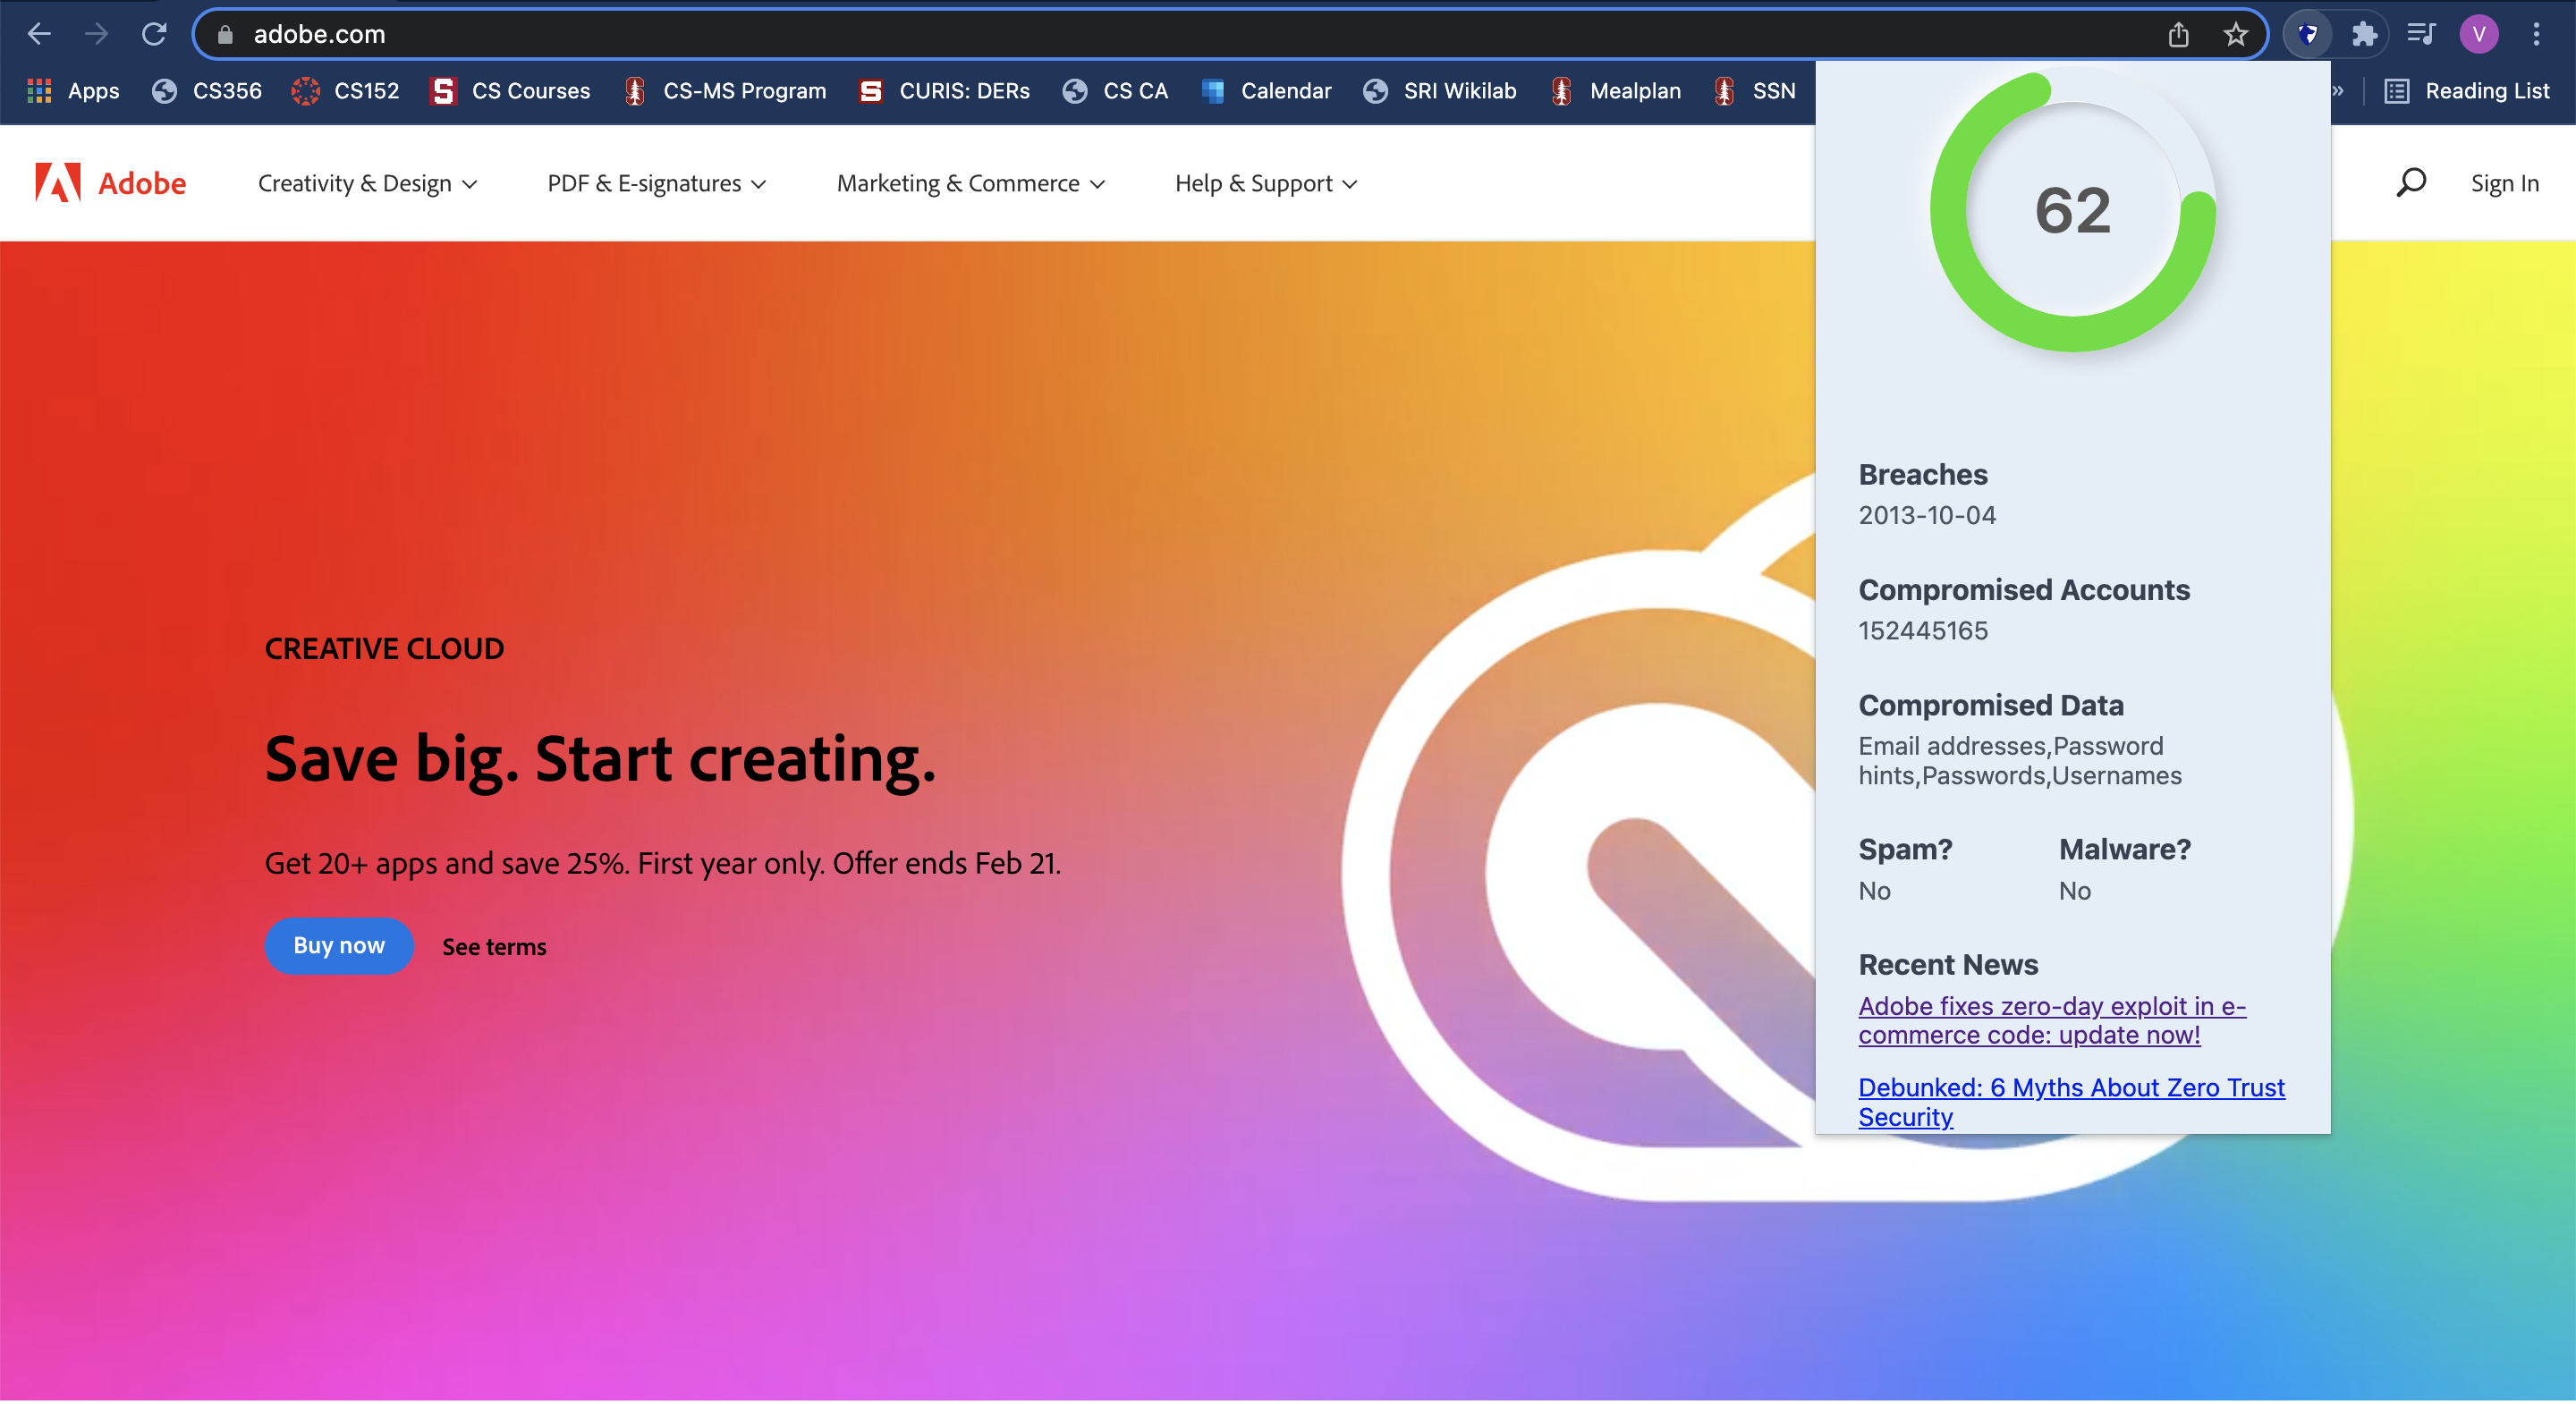 adobe.com
V
Apps
CS356
CS152
S
CS Courses
CS-MS Program
S
CURIS: DERs
CS CA
Calendar
SRI Wikilab
Mealplan
SSN
»
Reading List
Adobe
Creativity & Design
PDF & E-signatures
Marketing & Commerce
Help & Support
Sign In
CREATIVE CLOUD
Save big. Start creating.
Get 20+ apps and save 25%. First year only. Offer ends Feb 21.
Buy now
See terms
62
Breaches
2013-10-04
Compromised Accounts
152445165
Compromised Data
Email addresses,Password
hints,Passwords,Usernames
Spam? Malware?
No No
Recent News
Adobe fixes zero-day exploit in e-
commerce code: update now!
Debunked: 6 Myths About Zero Trust
Security